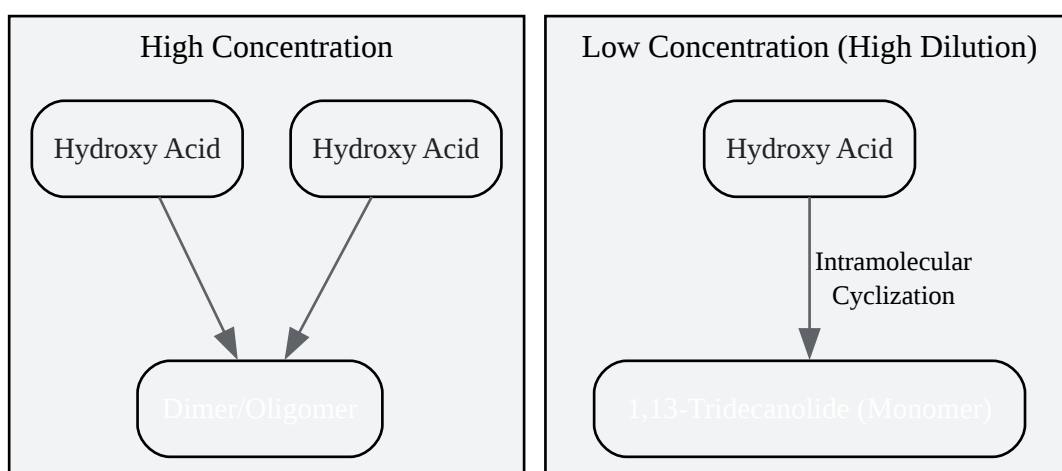 High Concentration
Hydroxy Acid
Hydroxy Acid
Dimer/Oligomer
Low Concentration (High Dilution)
Hydroxy Acid
Intramolecular
Cyclization
1,13-Tridecanolide (Monomer)